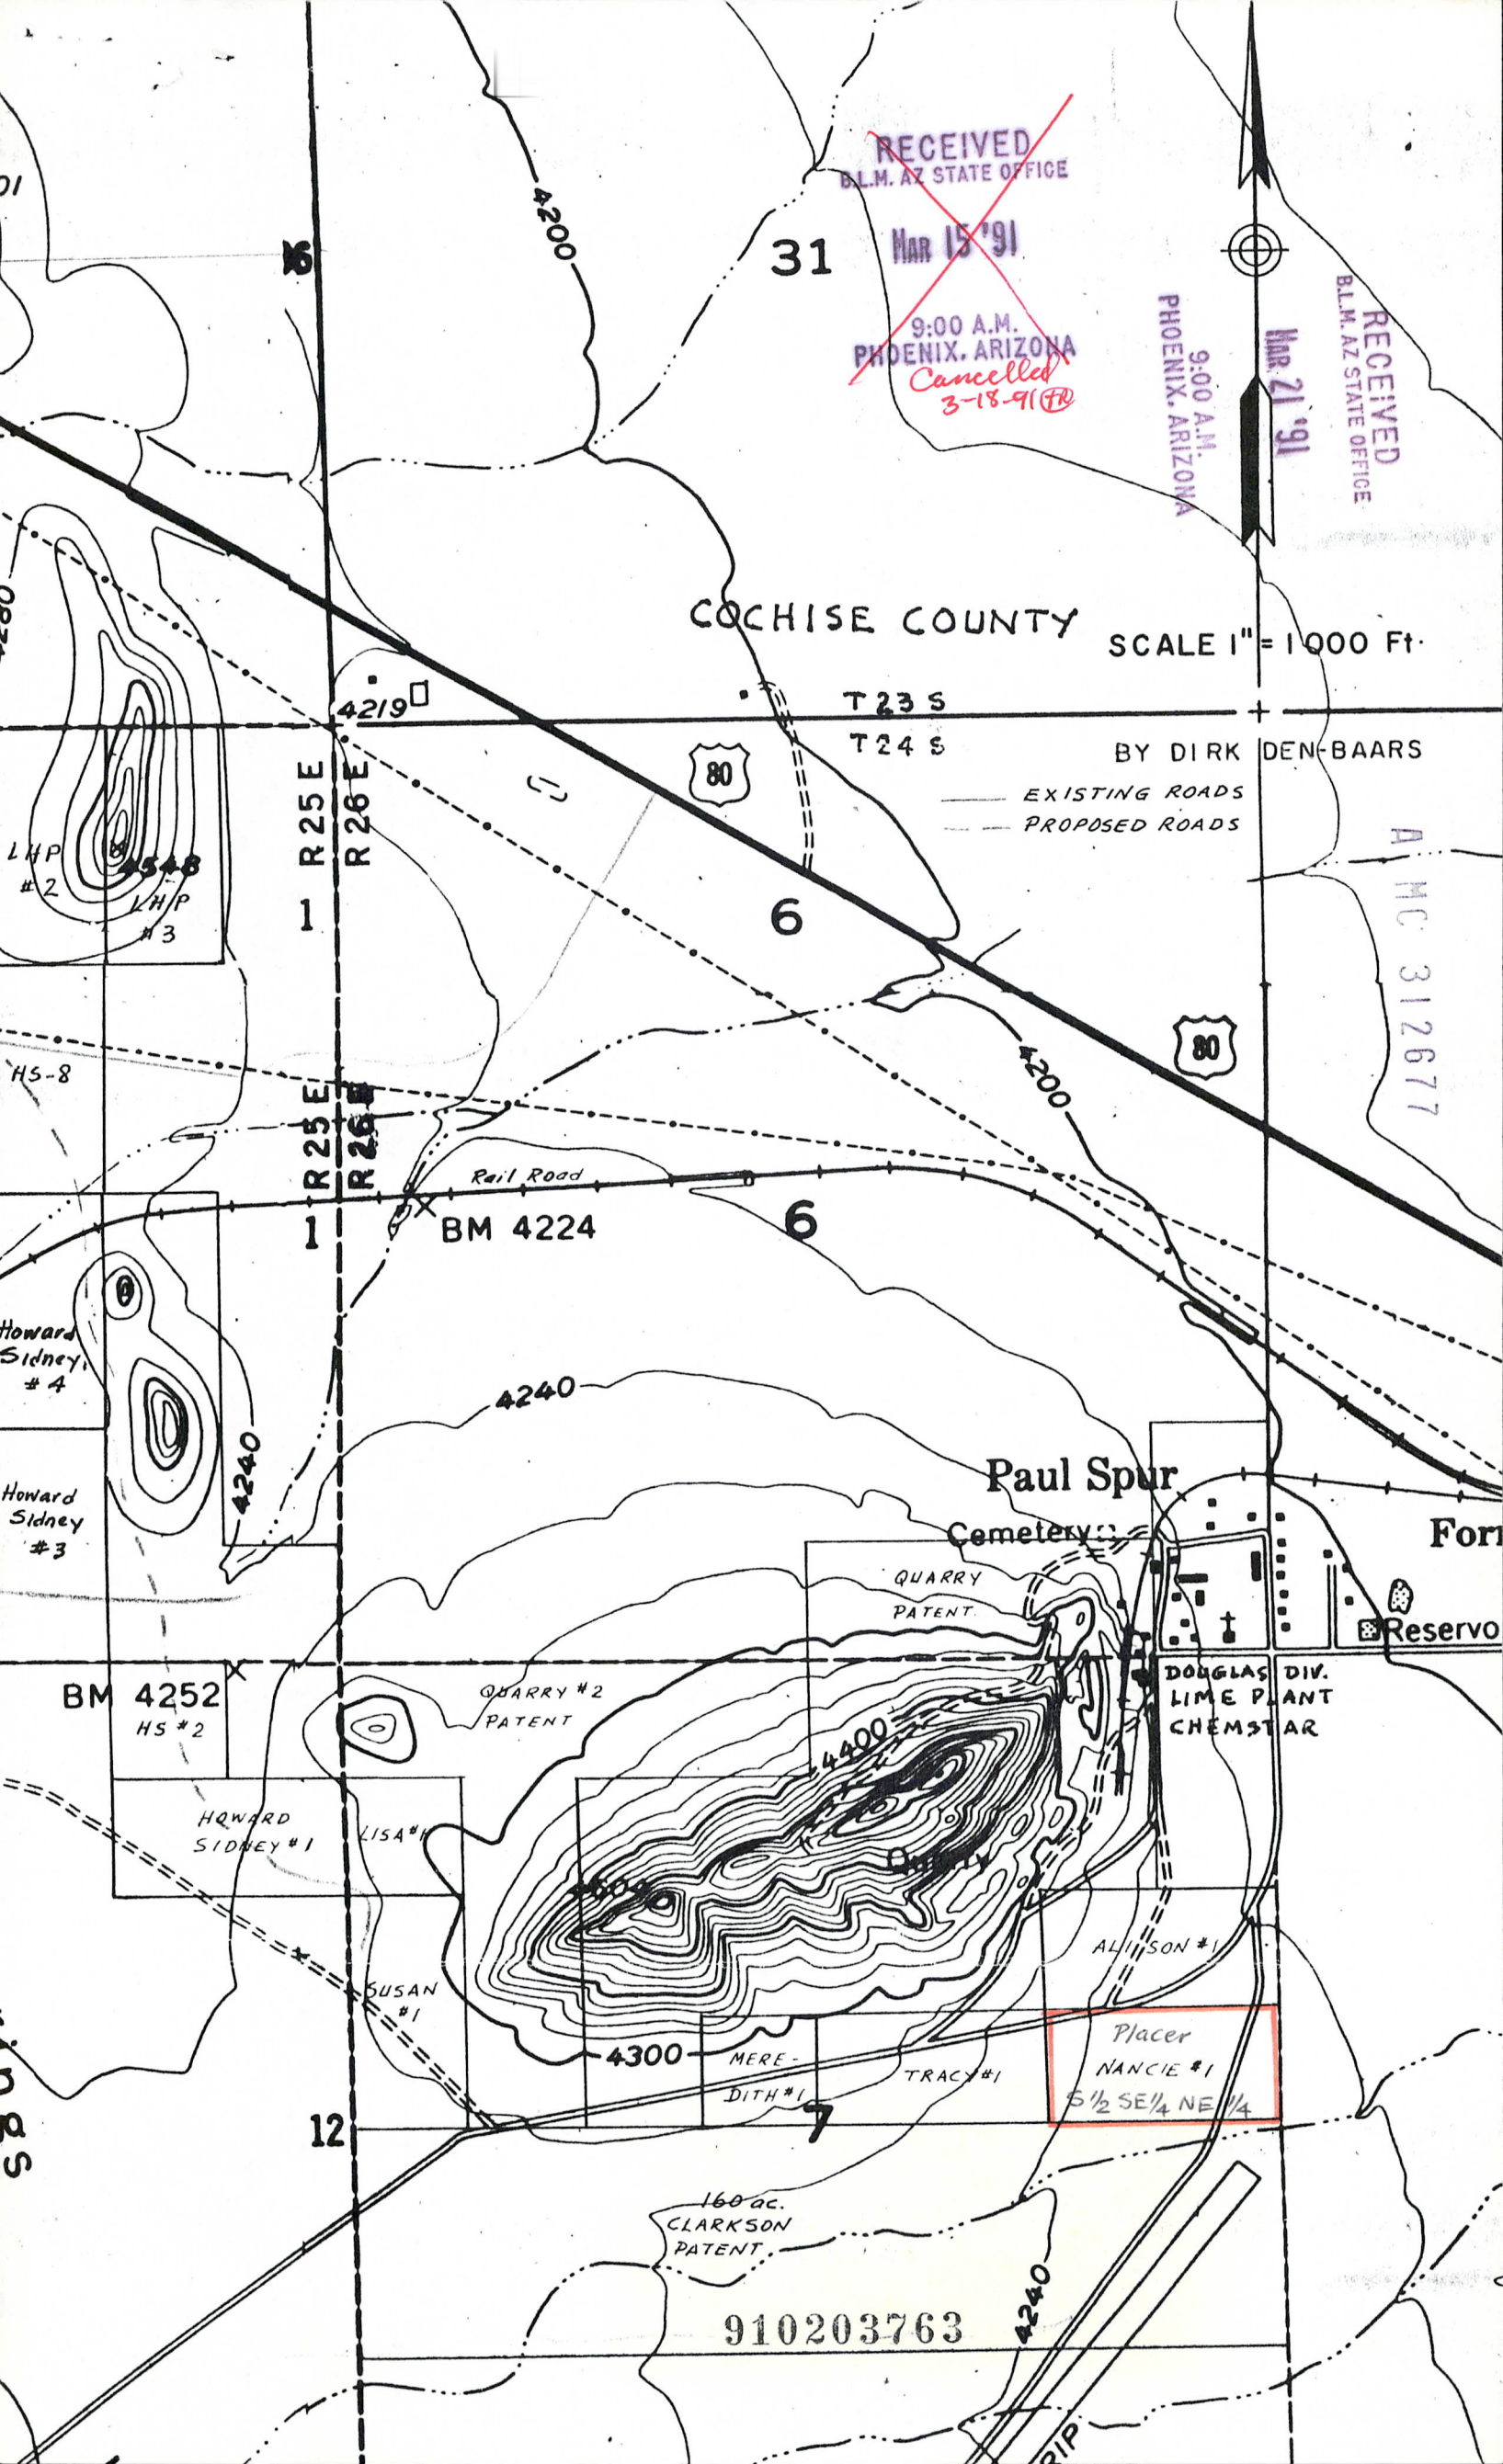 4200
31
RECEIVED
B.L.M. AZ STATE OFFICE
MAR 15 '91
9:00 A.M.
PHOENIX, ARIZONA
Cancelled
3-18-91
RECEIVED
B.L.M. AZ STATE OFFICE
MAR 21 '91
9:00 A.M.
PHOENIX, ARIZONA
COCHISE COUNTY
SCALE 1" = 1000 Ft.
4219
T 23 S
T 24 S
BY DIRK DEN-BAARS
EXISTING ROADS
PROPOSED ROADS
80
R 25 E
R 26 E
LHP
#2
4548
LHP
#3
1
6
A MC 312677
80
4200
HS-8
R 25 E
R 26 E
Rail Road
BM 4224
1
6
Howard
Sidney
#4
4240
4240
Howard
Sidney
#3
Paul Spur
Cemetery
QUARRY
PATENT
Reservo
BM 4252
HS #2
QUARRY #2
PATENT
DOUGLAS DIV.
LIME PLANT
CHEMSTAR
4400
HOWARD
SIDNEY #1
LISA #1
Quarry
ALLISON #1
SUSAN
#1
4300
MERE-
DITH #1
TRACY #1
Placer
NANCIE #1
S 1/2 SE 1/4 NE 1/4
12
7
160 ac.
CLARKSON
PATENT
4240
910203763
RIP